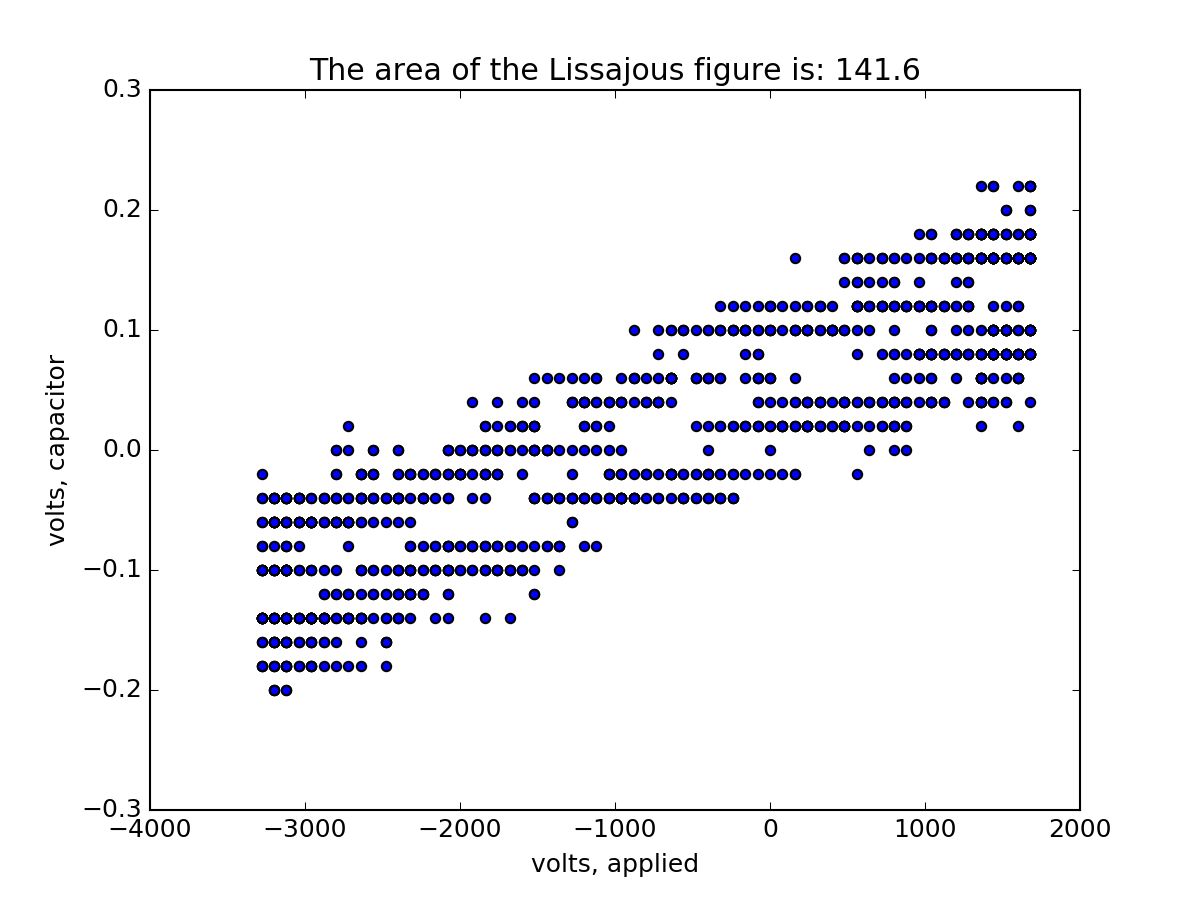 The area of the Lissajous figure is: 141.6
0.3
0.2
0.1
0.0
−0.1
−0.2
−0.3
volts, capacitor
−4000 −3000 −2000 −1000 0 1000 2000
volts, applied